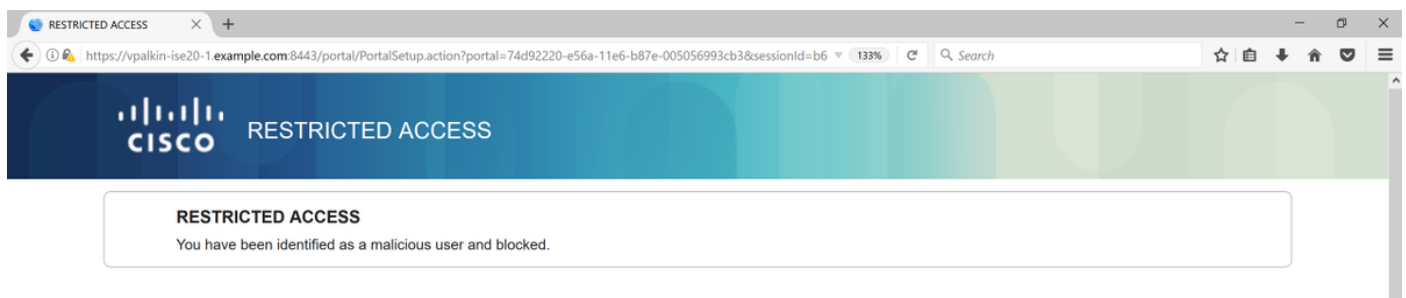 RESTRICTED ACCESS
https://vpalkin-ise20-1.example.com:8443/portal/PortalSetup.action?portal=74d92220-e56a-11e6-b87e-005056993cb3&sessionId=b6
133%
Search
CISCO
RESTRICTED ACCESS
RESTRICTED ACCESS
You have been identified as a malicious user and blocked.